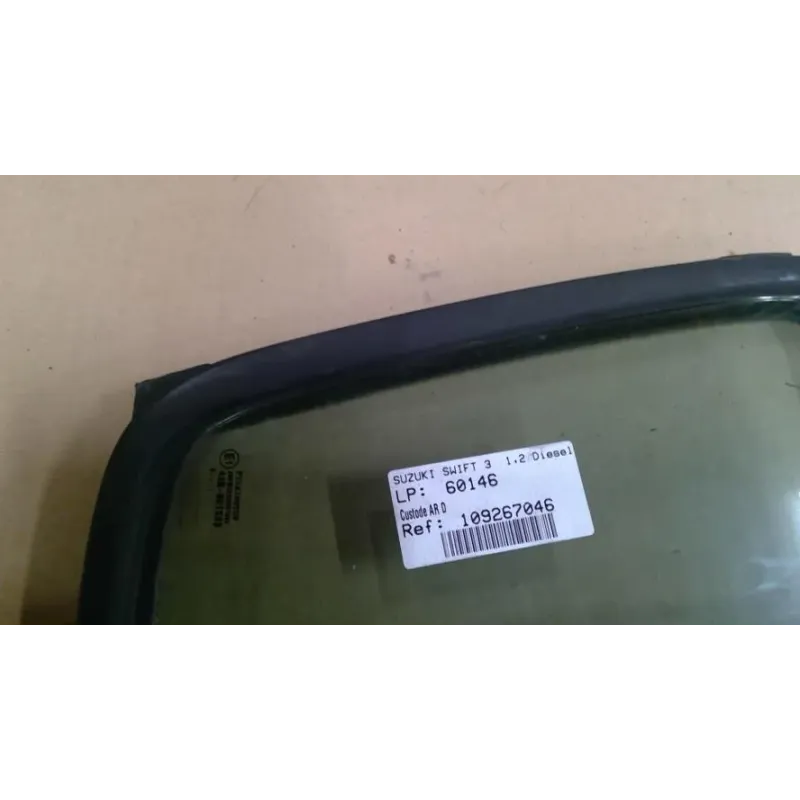 SUZUKI SWIFT 3 1.2/Diesel
LP: 60146
Custode AR D
Ref: 109267046